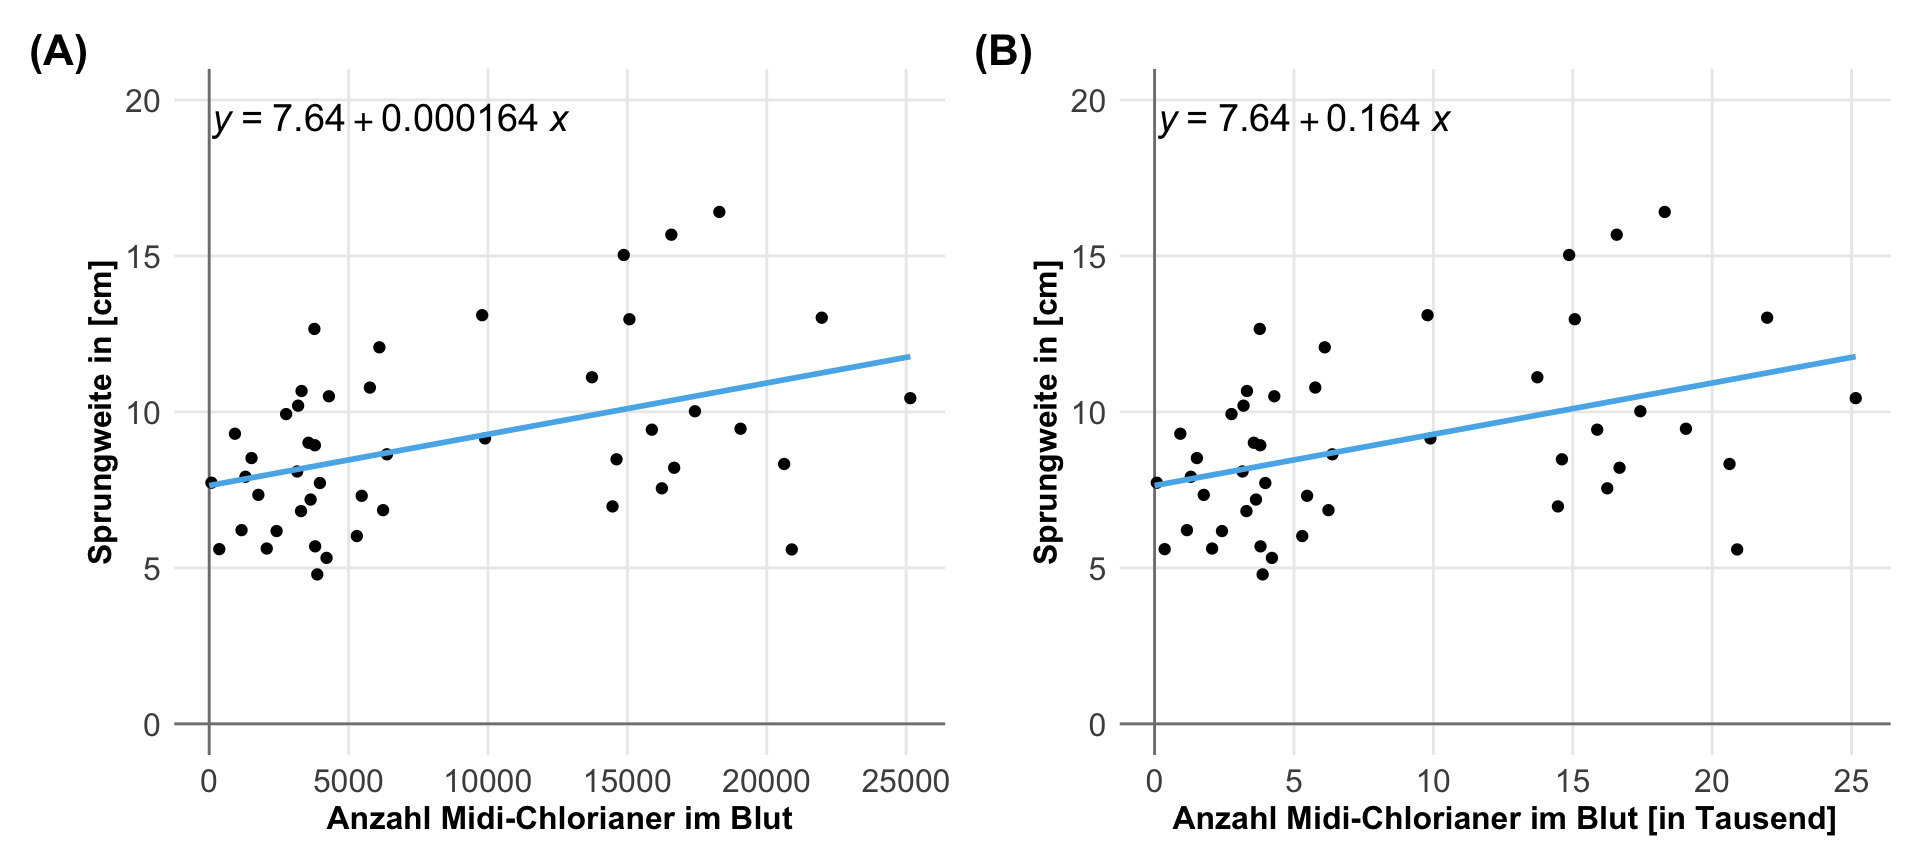 (A)
y = 7.64 + 0.000164 x
20
15
10
5
0
Sprungweite in [cm]
0 5000 10000 15000 20000 25000
Anzahl Midi-Chlorianer im Blut
(B)
y = 7.64 + 0.164 x
20
15
10
5
0
Sprungweite in [cm]
0 5 10 15 20 25
Anzahl Midi-Chlorianer im Blut [in Tausend]